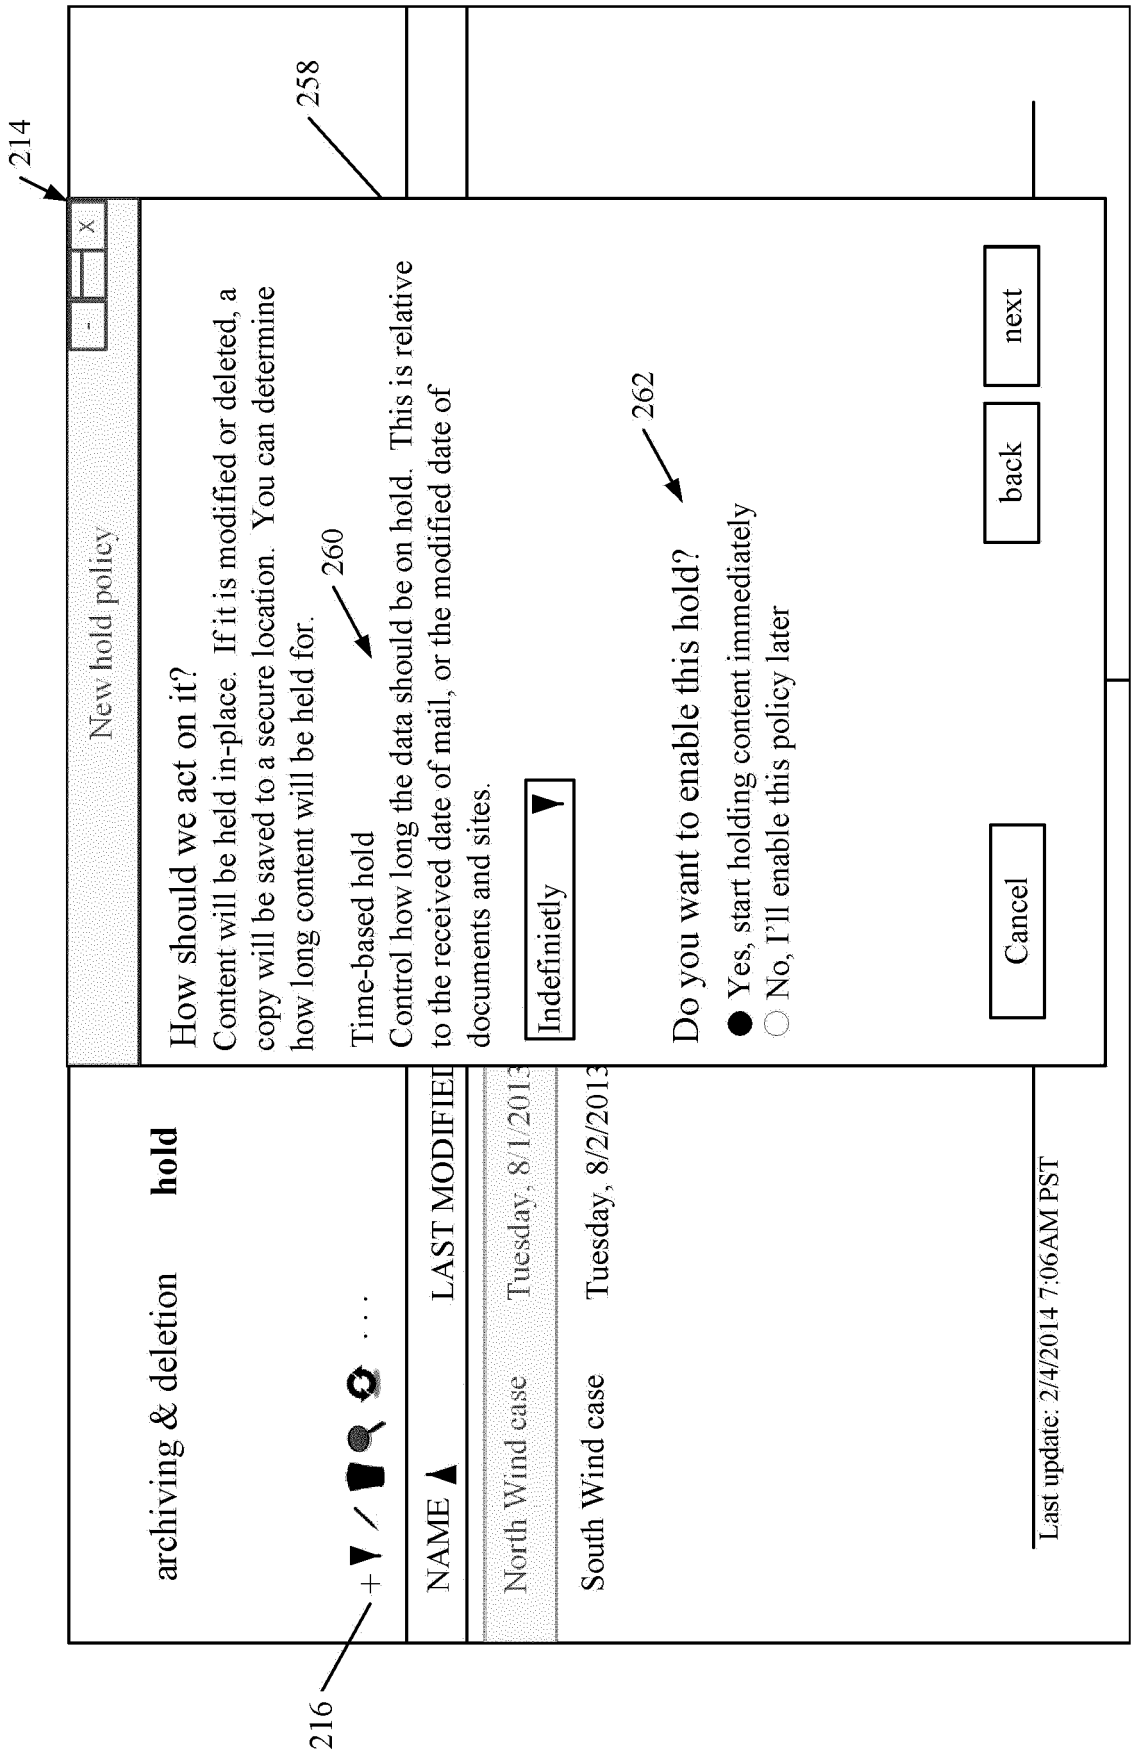 214
New hold policy
- x
archiving & deletion hold
How should we act on it?
Content will be held in-place. If it is modified or deleted, a
copy will be saved to a secure location. You can determine
how long content will be held for.
258
216
+ . . .
260
Time-based hold
Control how long the data should be on hold. This is relative
to the received date of mail, or the modified date of
documents and sites.
NAME LAST MODIFIED
North Wind case Tuesday, 8/1/2013
Indefinietly
South Wind case Tuesday, 8/2/2013
262
Do you want to enable this hold?
Yes, start holding content immediately
No, I'll enable this policy later
Cancel back next
Last update: 2/4/2014 7:06AM PST